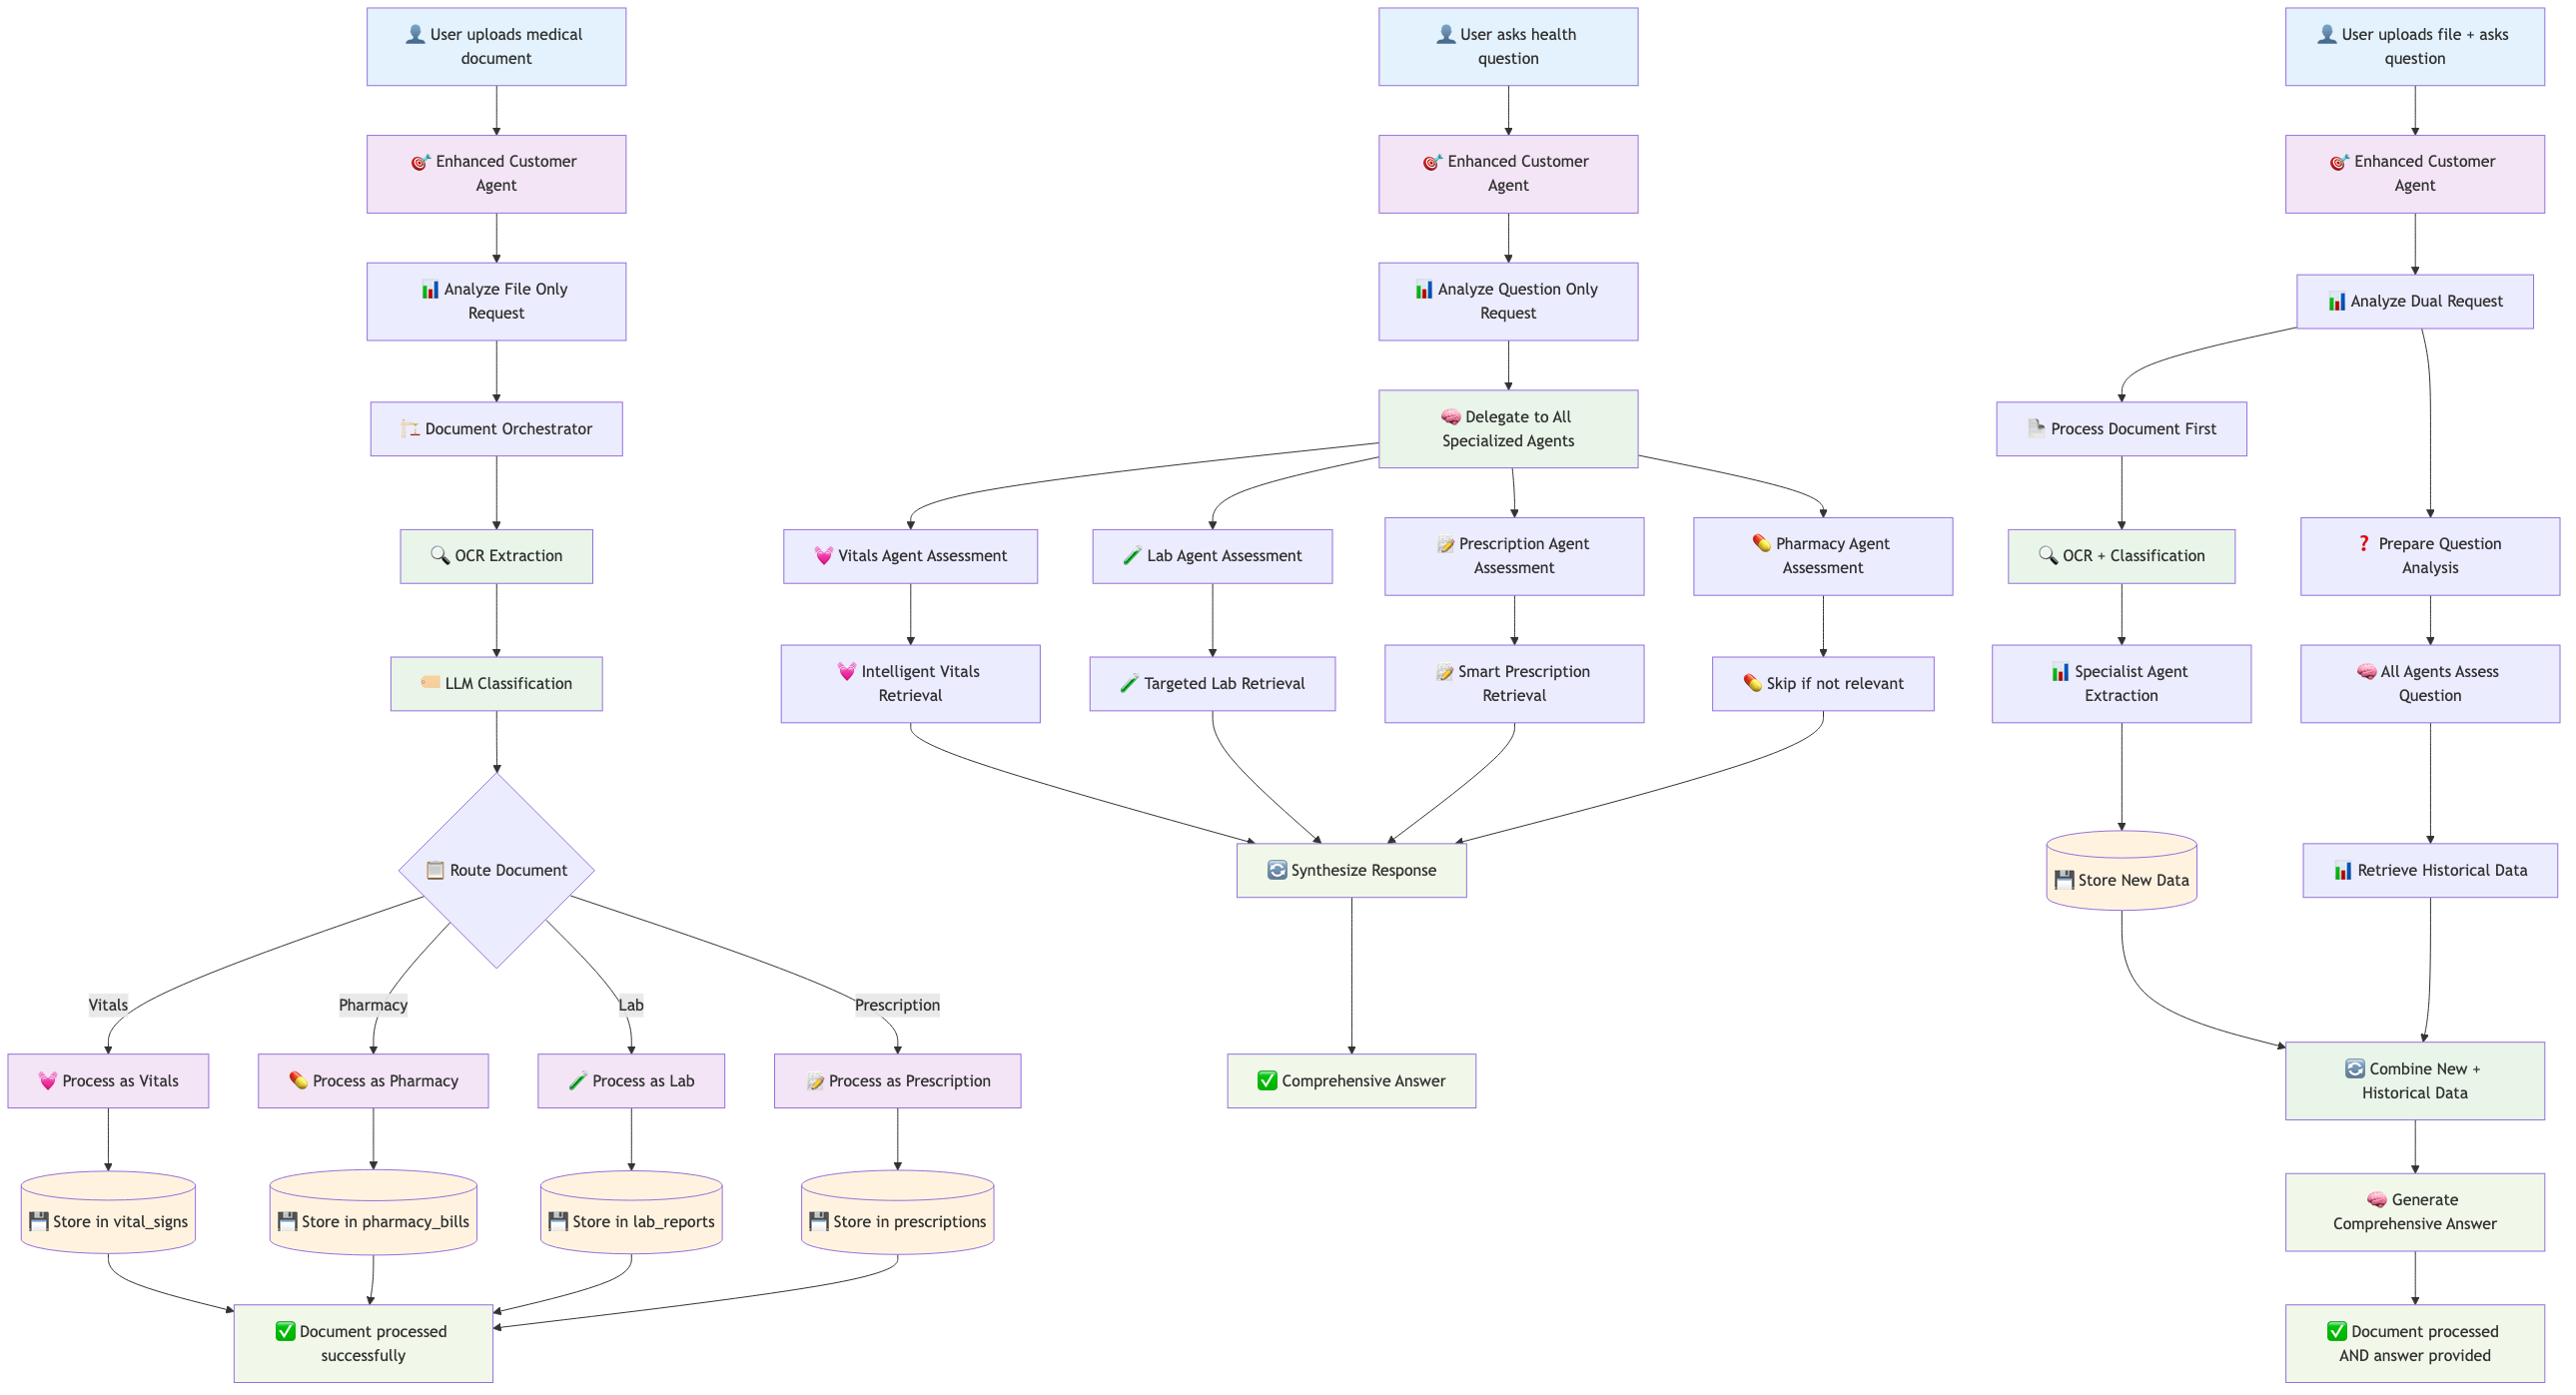 User uploads medical
document
Enhanced Customer
Agent
Analyze File Only
Request
Document Orchestrator
OCR Extraction
LLM Classification
Route Document
Vitals
Pharmacy
Lab
Prescription
Process as Vitals
Process as Pharmacy
Process as Lab
Process as Prescription
Store in vital_signs
Store in pharmacy_bills
Store in lab_reports
Store in prescriptions
Document processed
successfully
User asks health
question
Enhanced Customer
Agent
Analyze Question Only
Request
Delegate to All
Specialized Agents
Vitals Agent Assessment
Lab Agent Assessment
Prescription Agent
Assessment
Pharmacy Agent
Assessment
Intelligent Vitals
Retrieval
Targeted Lab Retrieval
Smart Prescription
Retrieval
Skip if not relevant
Synthesize Response
Comprehensive Answer
User uploads file + asks
question
Enhanced Customer
Agent
Analyze Dual Request
Process Document First
OCR + Classification
Specialist Agent
Extraction
Store New Data
Prepare Question
Analysis
All Agents Assess
Question
Retrieve Historical Data
Combine New +
Historical Data
Generate
Comprehensive Answer
Document processed
AND answer provided